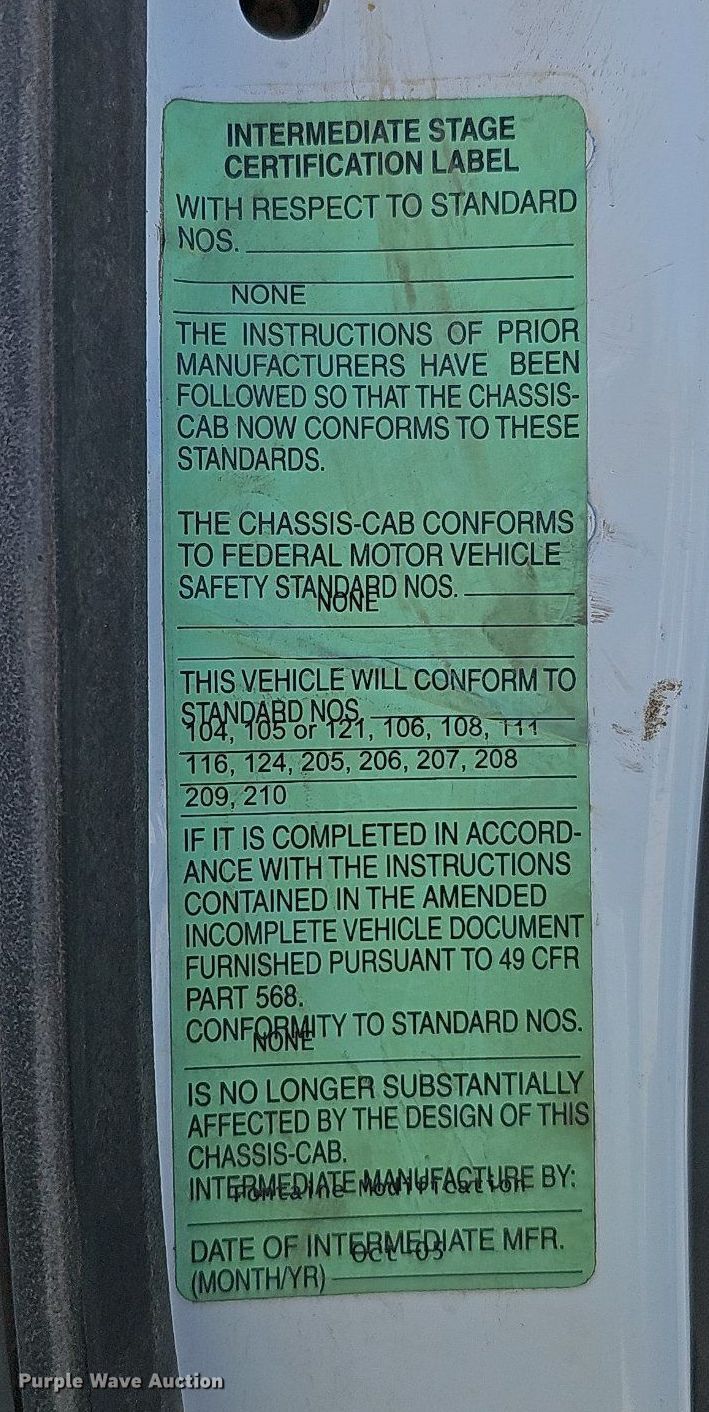 INTERMEDIATE STAGE
CERTIFICATION LABEL
WITH RESPECT TO STANDARD
NOS.
NONE
THE INSTRUCTIONS OF PRIOR
MANUFACTURERS HAVE BEEN
FOLLOWED SO THAT THE CHASSIS-
CAB NOW CONFORMS TO THESE
STANDARDS.
THE CHASSIS-CAB CONFORMS
TO FEDERAL MOTOR VEHICLE
SAFETY STANDARD NOS.
NONE
THIS VEHICLE WILL CONFORM TO
STANDARD NOS.
104, 105 or 121, 106, 108, 111
116, 124, 205, 206, 207, 208
209, 210
IF IT IS COMPLETED IN ACCORD-
ANCE WITH THE INSTRUCTIONS
CONTAINED IN THE AMENDED
INCOMPLETE VEHICLE DOCUMENT
FURNISHED PURSUANT TO 49 CFR
PART 568.
CONFORMITY TO STANDARD NOS.
NONE
IS NO LONGER SUBSTANTIALLY
AFFECTED BY THE DESIGN OF THIS
CHASSIS-CAB.
INTERMEDIATE MANUFACTURE BY:
Fontaine Modification
DATE OF INTERMEDIATE MFR.
Oct-05
(MONTH/YR)
Purple Wave Auction